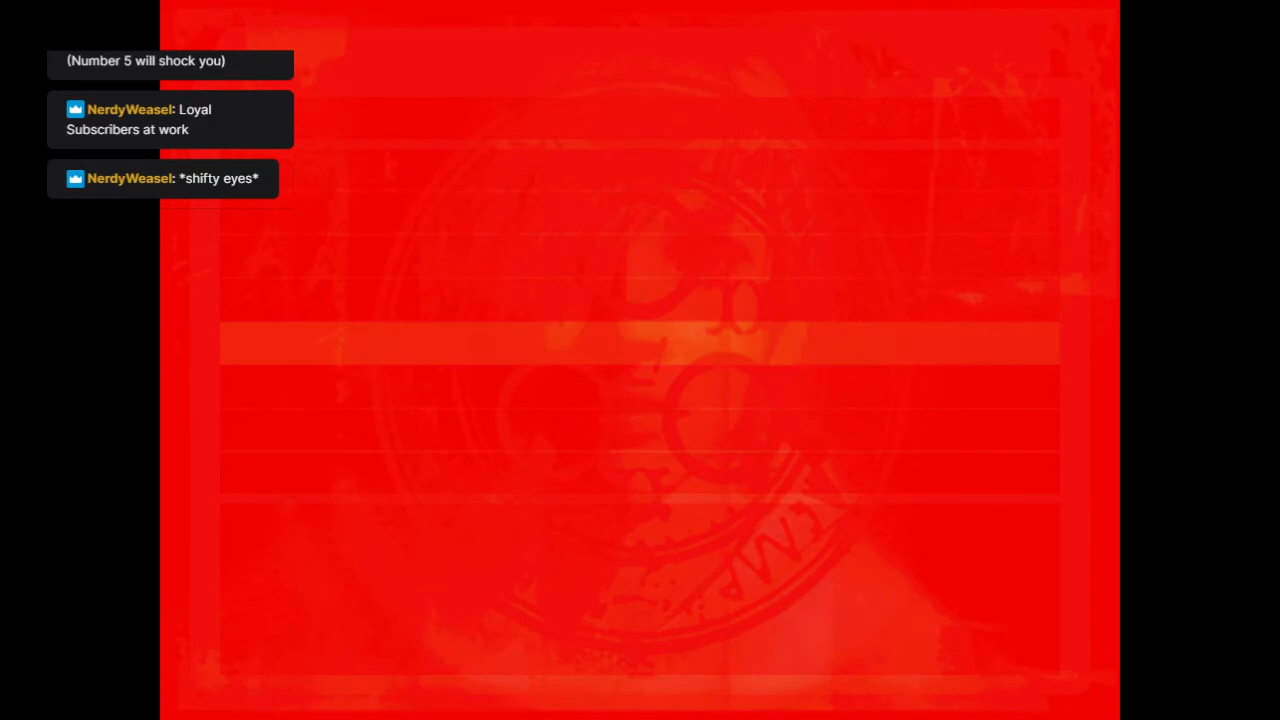 (Number 5 will shock you)
NerdyWeasel: Loyal
Subscribers at work
NerdyWeasel: *shifty eyes*